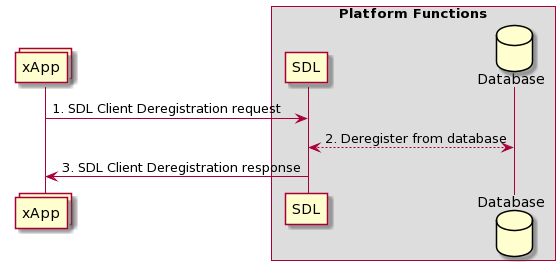 Platform Functions
xApp
SDL
Database
1. SDL Client Deregistration request
2. Deregister from database
3. SDL Client Deregistration response
xApp
SDL
Database